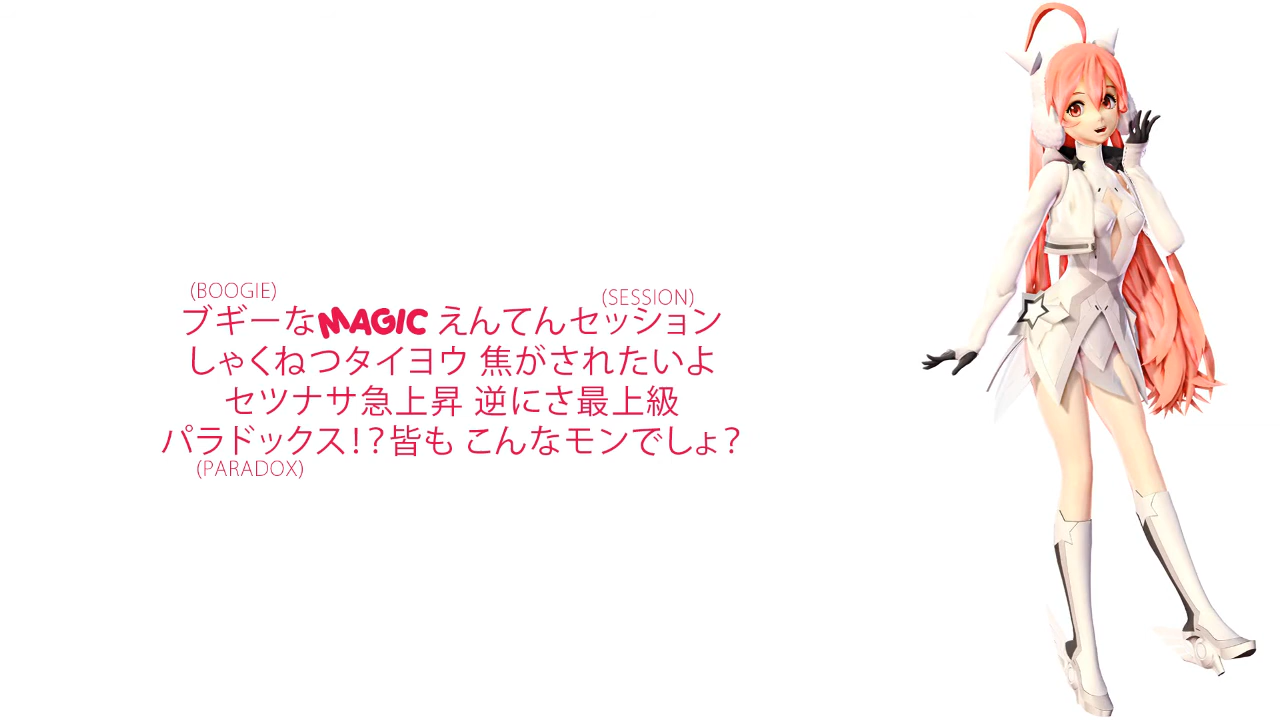 (BOOGIE)
(SESSION)
ブギーなMAGIC えんてんセッション
しゃくねつタイヨウ 焦がされたいよ
セツナサ急上昇 逆にさ最上級
パラドックス!?皆も こんなモンでしょ?
(PARADOX)